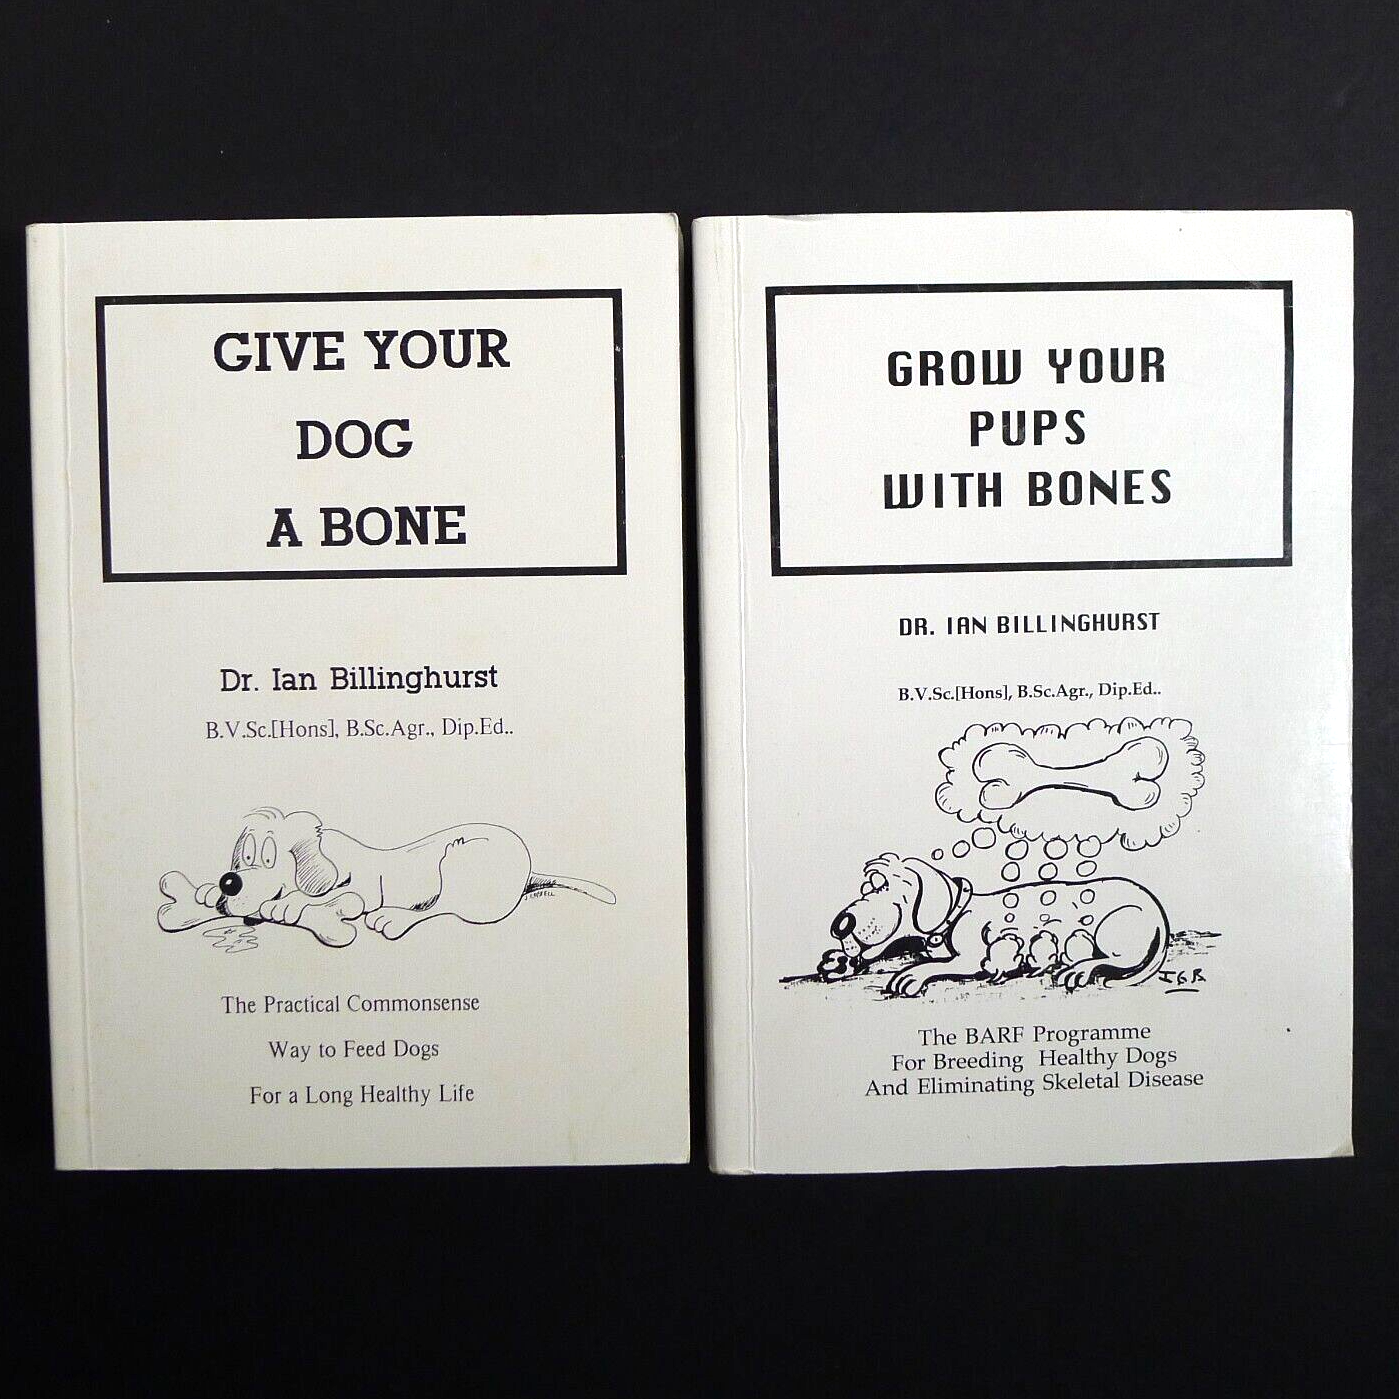 GIVE YOUR
DOG
A BONE
Dr. Ian Billinghurst
B.V.Sc.[Hons], B.Sc.Agr., Dip.Ed..
The Practical Commonsense
Way to Feed Dogs
For a Long Healthy Life
GROW YOUR
PUPS
WITH BONES
DR. IAN BILLINGHURST
B.V.Sc.[Hons], B.Sc.Agr., Dip.Ed..
IGB
The BARF Programme
For Breeding Healthy Dogs
And Eliminating Skeletal Disease